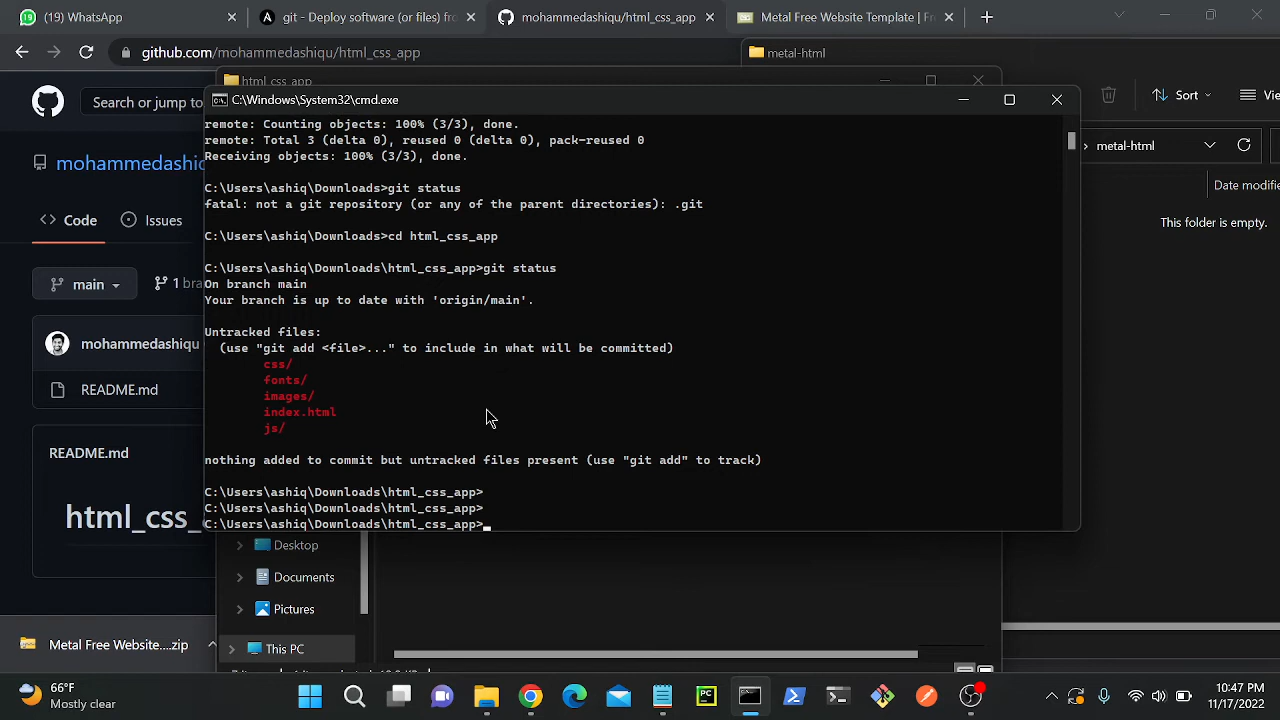 WhatsApp
git - Deploy software (or files) fro
mohammedashiqu/html_css_app
Metal Free Website Template | Fr
github.com/mohammedashiqu/html_css_app
metal-html
html_css_app
Search or jump to
Sort
C:\Windows\System32\cmd.exe
remote: Counting objects: 100% (3/3), done.
remote: Total 3 (delta 0), reused 0 (delta 0), pack-reused 0
Receiving objects: 100% (3/3), done.
C:\Users\ashiq\Downloads>git status
fatal: not a git repository (or any of the parent directories): .git
C:\Users\ashiq\Downloads>cd html_css_app
C:\Users\ashiq\Downloads\html_css_app>git status
On branch main
Your branch is up to date with 'origin/main'.
Untracked files:
(use "git add <file>..." to include in what will be committed)
css/
fonts/
images/
index.html
js/
nothing added to commit but untracked files present (use "git add" to track)
C:\Users\ashiq\Downloads\html_css_app>
C:\Users\ashiq\Downloads\html_css_app>
C:\Users\ashiq\Downloads\html_css_app>
metal-html
Date modifie
This folder is empty.
mohammedashiq
Code
Issues
main
1 bra
mohammedashiqu
README.md
README.md
html_css_
Desktop
Documents
Pictures
This PC
Metal Free Website....zip
66°F
Mostly clear
10:47 PM
11/17/2022